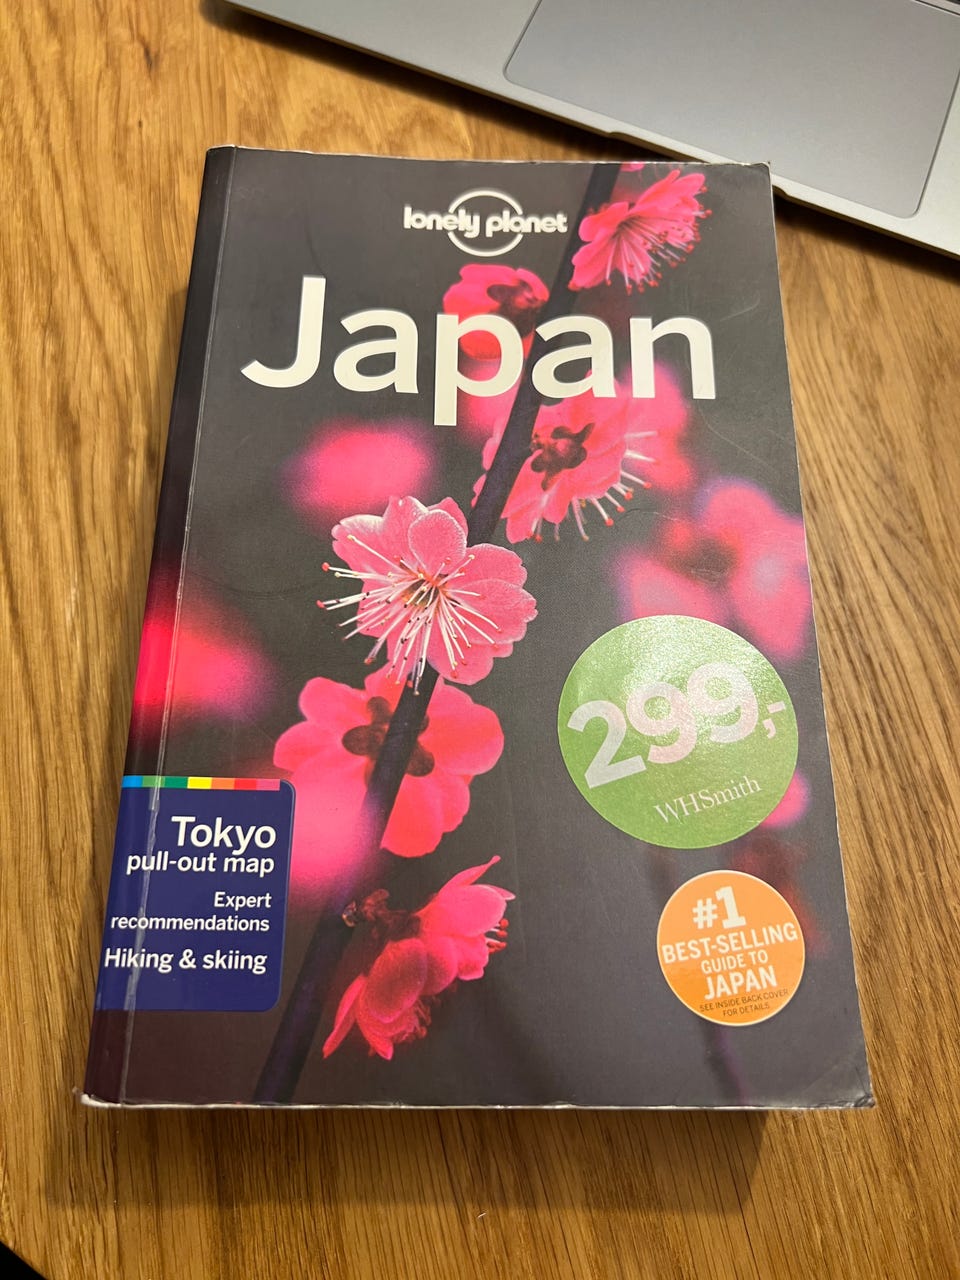 lonely planet
Japan
299,-
WHSmith
Tokyo
pull-out map
Expert
recommendations
Hiking & skiing
#1
BEST-SELLING
GUIDE TO
JAPAN
SEE INSIDE BACK COVER
FOR DETAILS